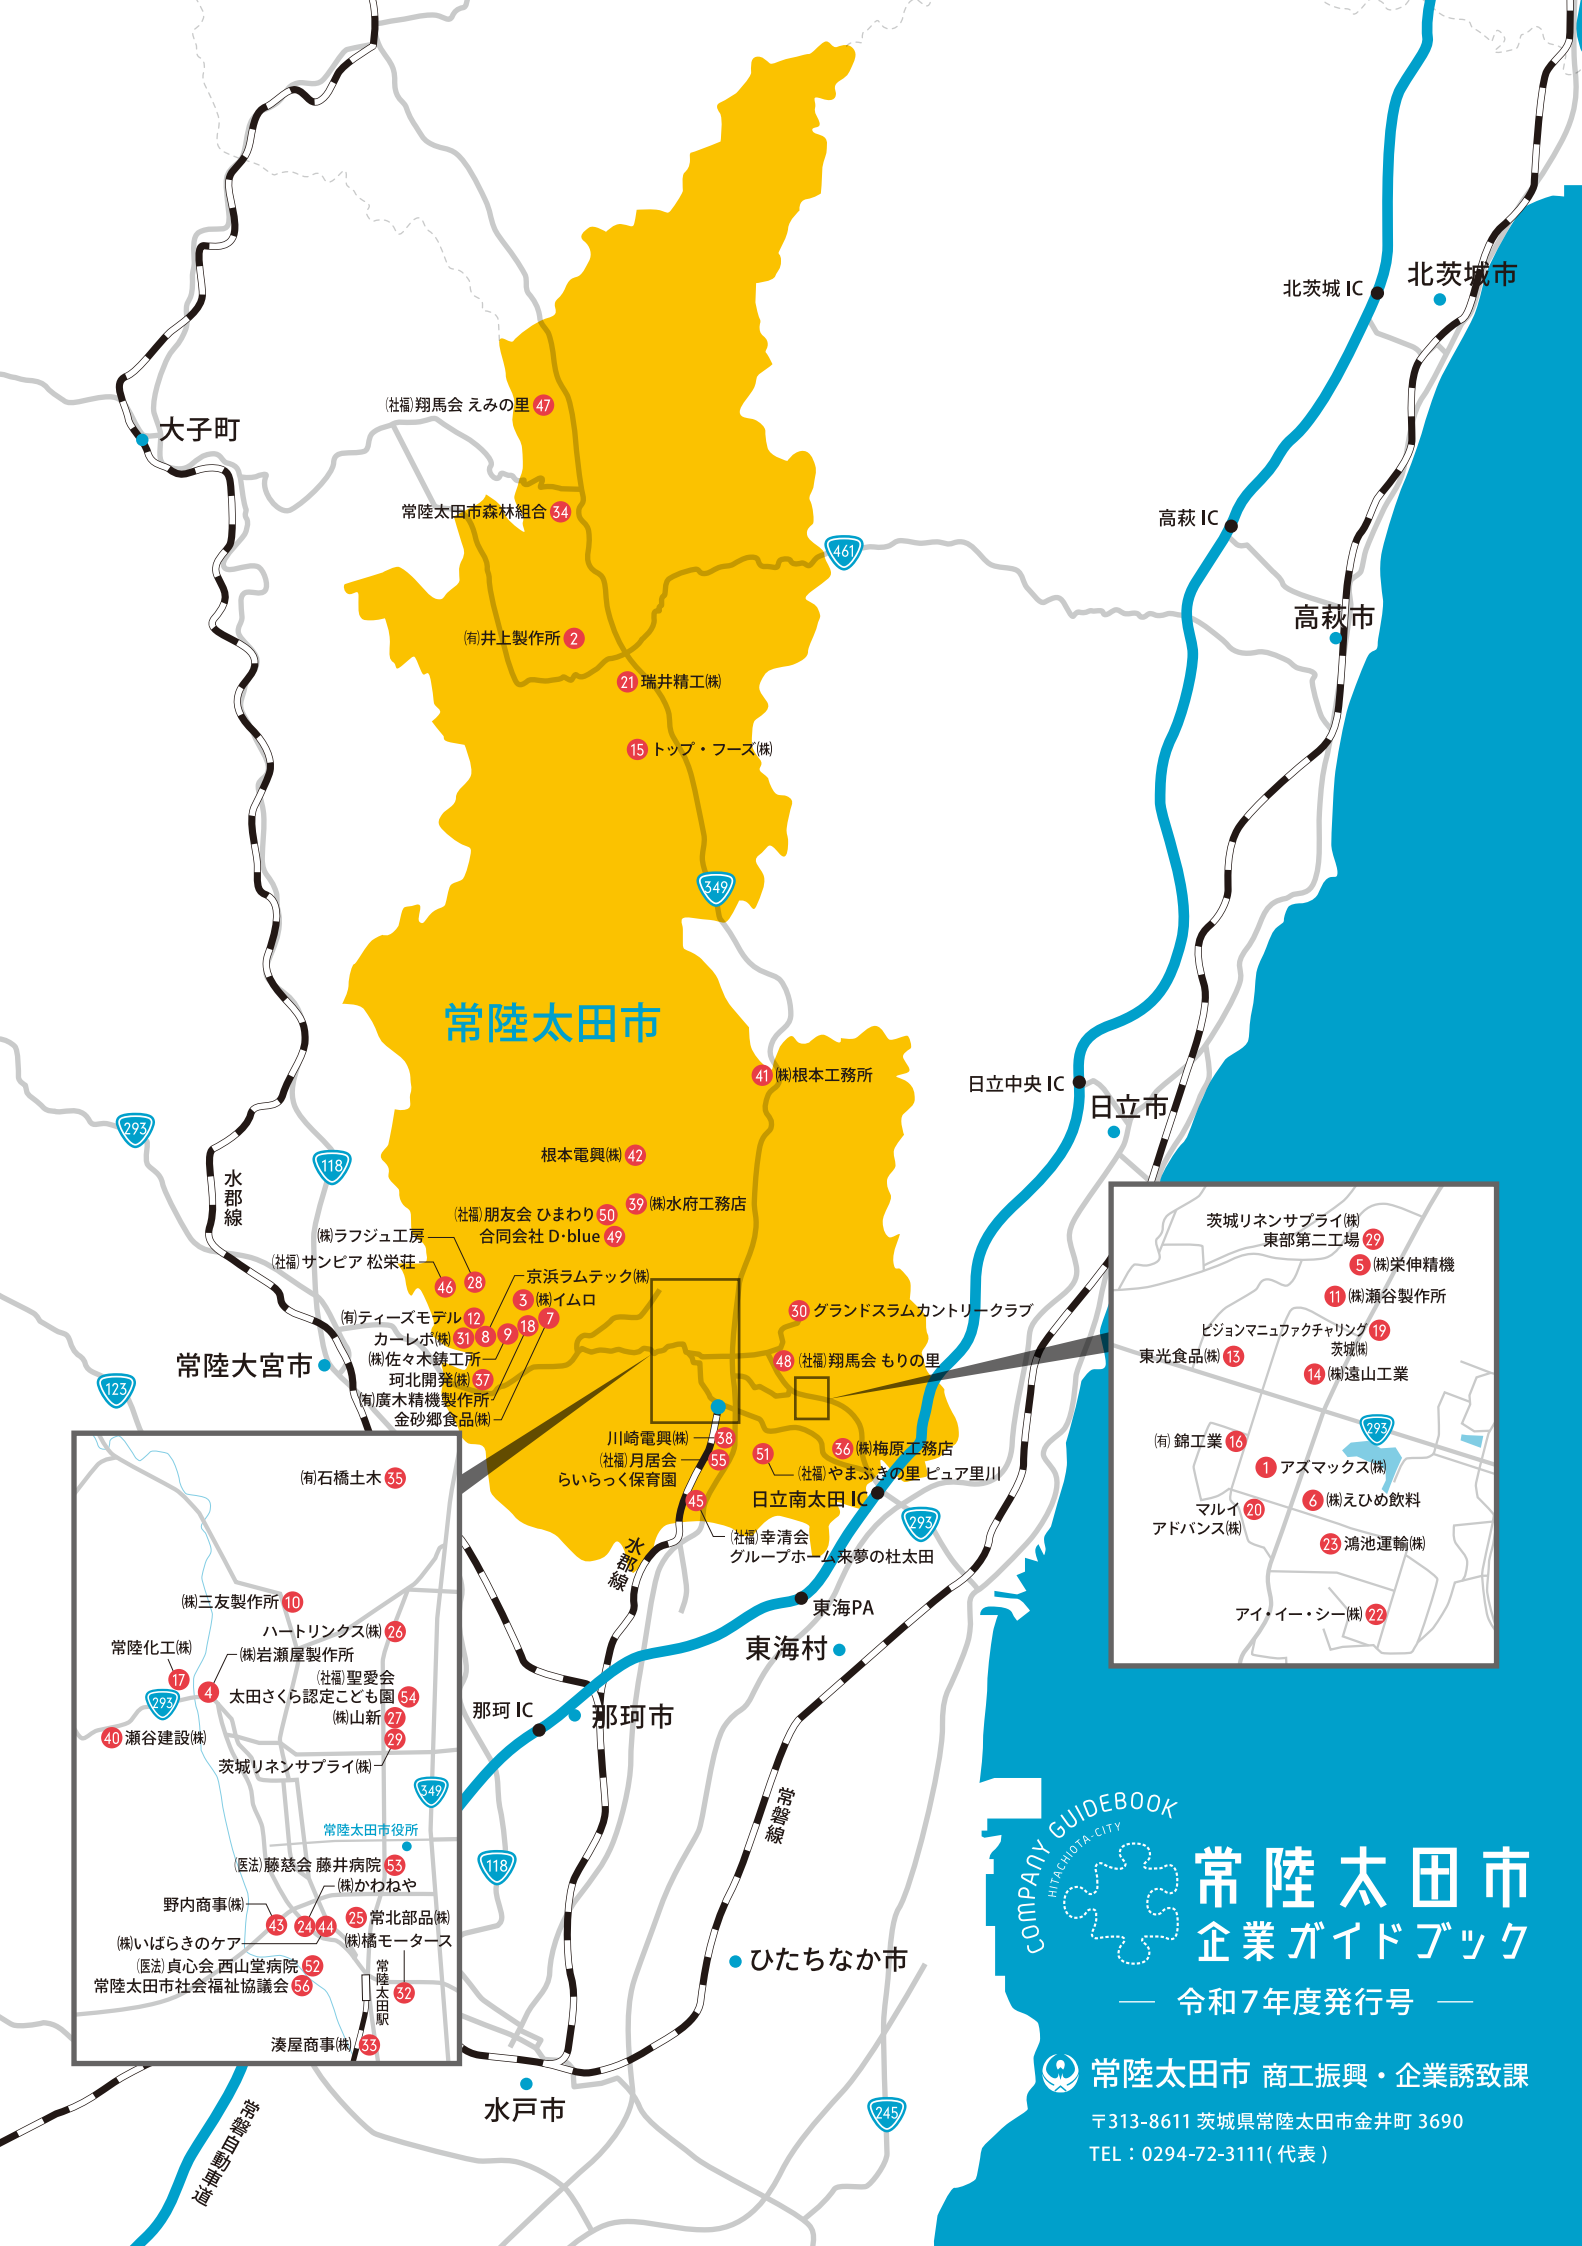 北茨城 IC
北茨城市
大子町
(社福)翔馬会 えみの里 47
常陸太田市森林組合 34
高萩 IC
461
高萩市
(有)井上製作所 2
21 瑞井精工(株)
15 トップ・フーズ(株)
349
常陸太田市
41 (株)根本工務所
日立中央 IC
日立市
293
118
水郡線
根本電興(株) 42
39 (株)水府工務店
(社福)朋友会 ひまわり 50
合同会社 D･blue 49
(株)ラフジュ工房
(社福)サンピア 松栄荘
46 28
京浜ラムテック(株)
3 (株)イムロ
(有)ティーズモデル 12
カーレポ(株) 31 8 9 18 7
(株)佐々木鋳工所
珂北開発(株) 37
(有)廣木精機製作所
金砂郷食品(株)
常陸大宮市
123
30 グランドスラムカントリークラブ
48 (社福)翔馬会 もりの里
川崎電興(株) 38
(社福)月居会
らいらっく保育園
55
51
(社福)やまぶきの里 ピュア里川
36 (株)梅原工務店
日立南太田 IC
45
(社福)幸清会
グループホーム来夢の杜太田
293
水郡線
東海PA
東海村
那珂 IC
那珂市
常磐線
118
ひたちなか市
水戸市
245
常磐自動車道
茨城リネンサプライ(株)
東部第二工場 29
5 (株)栄伸精機
11 (株)瀬谷製作所
ビジョンマニュファクチャリング 19
茨城(株)
東光食品(株) 13
14 (株)遠山工業
293
(有) 錦工業 16
1 アズマックス(株)
マルイ 20
アドバンス(株)
6 (株)えひめ飲料
23 鴻池運輸(株)
アイ・イー・シー(株) 22
(有)石橋土木 35
(株)三友製作所 10
ハートリンクス(株) 26
常陸化工(株)
17
(株)岩瀬屋製作所
4
293
(社福)聖愛会
太田さくら認定こども園 54
(株)山新 27
29
40 瀬谷建設(株)
茨城リネンサプライ(株)
349
常陸太田市役所
(医法)藤慈会 藤井病院 53
(株)かわねや
野内商事(株)
43 24 44
25 常北部品(株)
(株)いばらきのケア
(株)橘モータース
(医法)貞心会 西山堂病院 52
常陸太田市社会福祉協議会 56
常陸太田駅
32
湊屋商事(株) 33
COMPANY GUIDEBOOK
HITACHIOTA-CITY
常陸太田市
企業ガイドブック
令和7年度発行号
常陸太田市 商工振興・企業誘致課
〒313-8611 茨城県常陸太田市金井町 3690
TEL：0294-72-3111( 代表 )